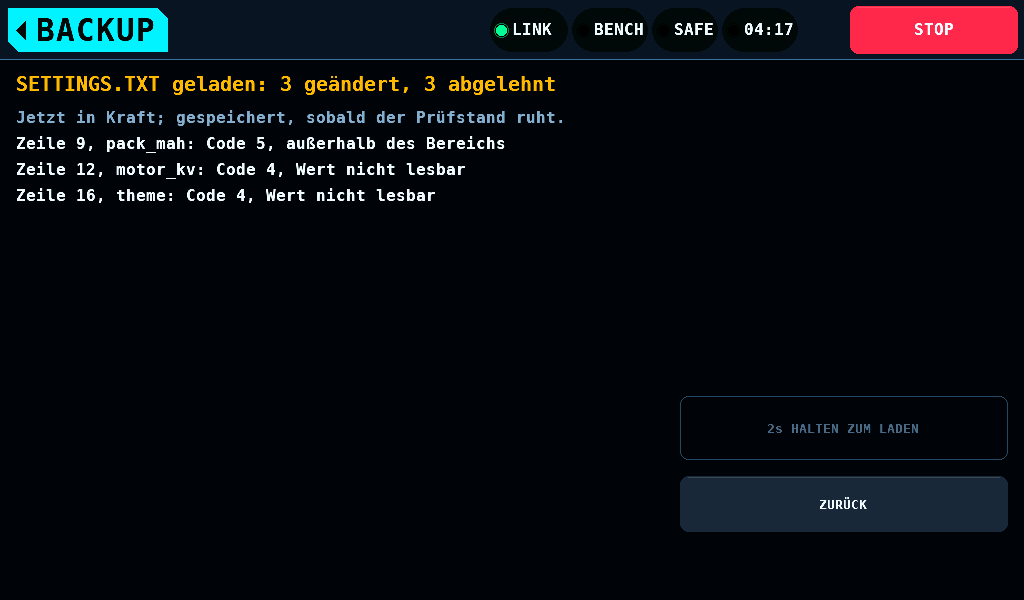 BACKUP
LINK
BENCH
SAFE
04:17
STOP
SETTINGS.TXT geladen: 3 geändert, 3 abgelehnt
Jetzt in Kraft; gespeichert, sobald der Prüfstand ruht.
Zeile 9, pack_mah: Code 5, außerhalb des Bereichs
Zeile 12, motor_kv: Code 4, Wert nicht lesbar
Zeile 16, theme: Code 4, Wert nicht lesbar
2s HALTEN ZUM LADEN
ZURÜCK